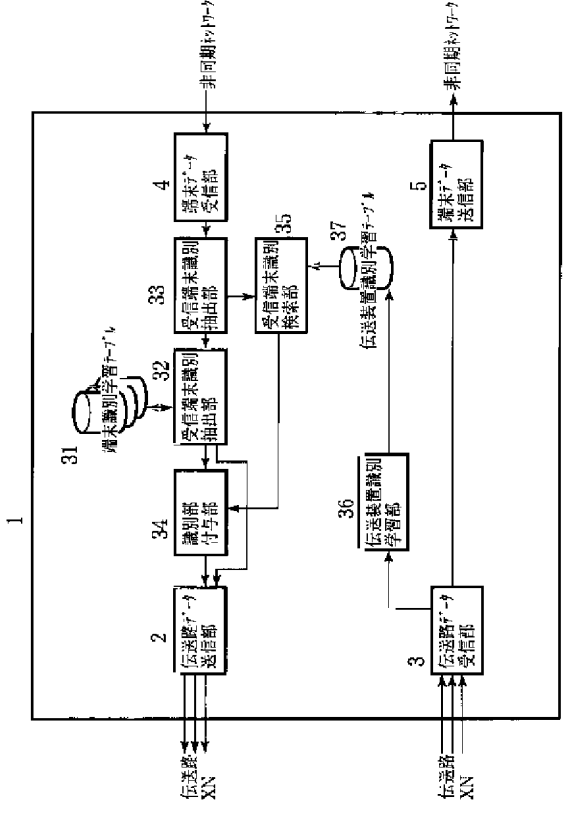 1
31
端末識別学習テーブル
伝送路
XN
2
伝送路データ
送信部
34
識別部
付与部
32
受信端末識別
抽出部
33
受信端末識別
抽出部
4
端末データ
受信部
非同期ネットワーク
35
受信端末識別
検索部
37
伝送装置識別学習テーブル
36
伝送装置識別
学習部
伝送路
XN
3
伝送路データ
受信部
5
端末データ
送信部
非同期ネットワーク